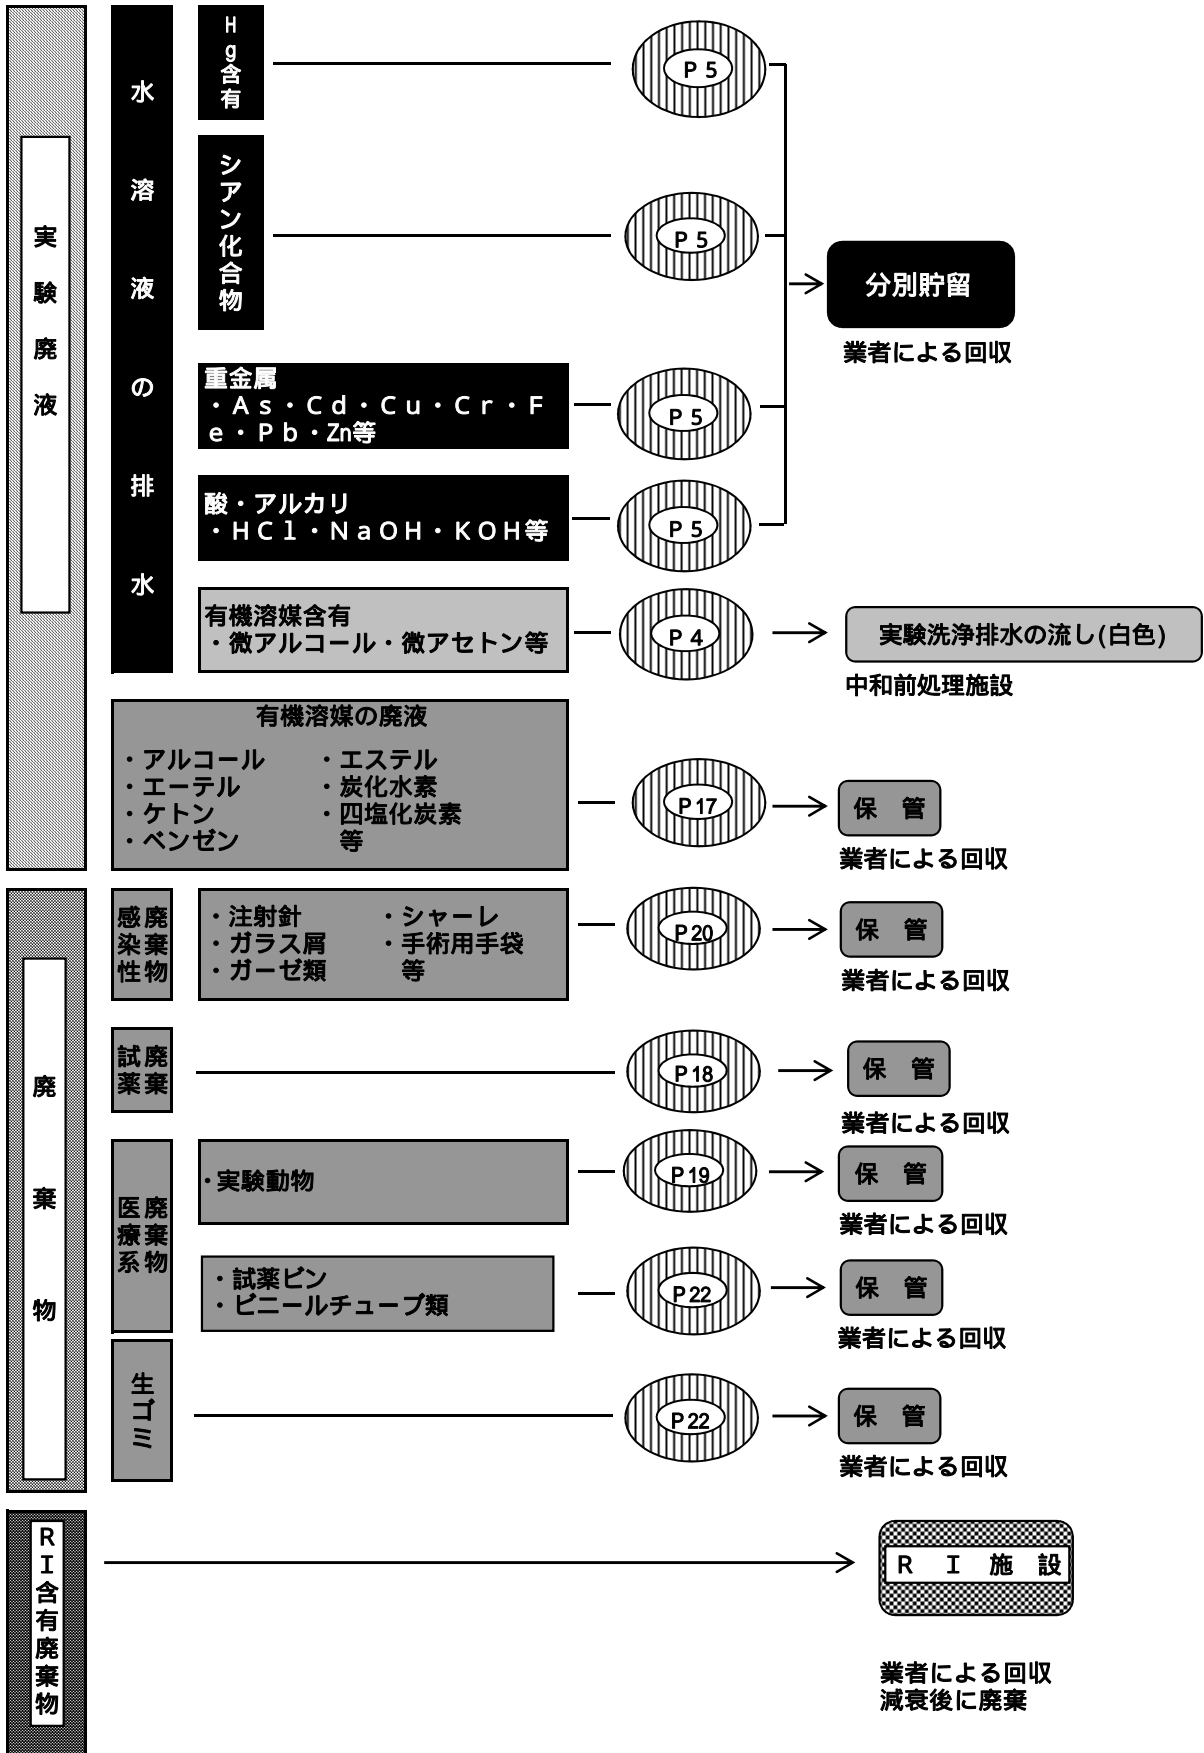 実験廃液
水溶液の排水
Hg含有
P 5
シアン化合物
P 5
分別貯留
業者による回収
重金属
・Ａｓ・Ｃｄ・Ｃｕ・Ｃｒ・Ｆ
ｅ・Ｐｂ・Zn等
P 5
酸・アルカリ
・ＨＣｌ・ＮａＯＨ・ＫＯＨ等
P 5
有機溶媒含有
・微アルコール・微アセトン等
P 4
実験洗浄排水の流し(白色)
中和前処理施設
有機溶媒の廃液
・アルコール　・エステル
・エーテル　・炭化水素
・ケトン　・四塩化炭素
・ベンゼン　等
P17
保　管
業者による回収
廃棄物
感染性
廃棄物
・注射針　・シャーレ
・ガラス屑　・手術用手袋
・ガーゼ類　等
P20
保　管
業者による回収
試薬
廃棄
P18
保　管
業者による回収
医療系
廃棄物
・実験動物
P19
保　管
業者による回収
・試薬ビン
・ビニールチューブ類
P22
保　管
業者による回収
生ゴミ
P22
保　管
業者による回収
ＲＩ含有廃棄物
Ｒ　Ｉ　施　設
業者による回収
減衰後に廃棄